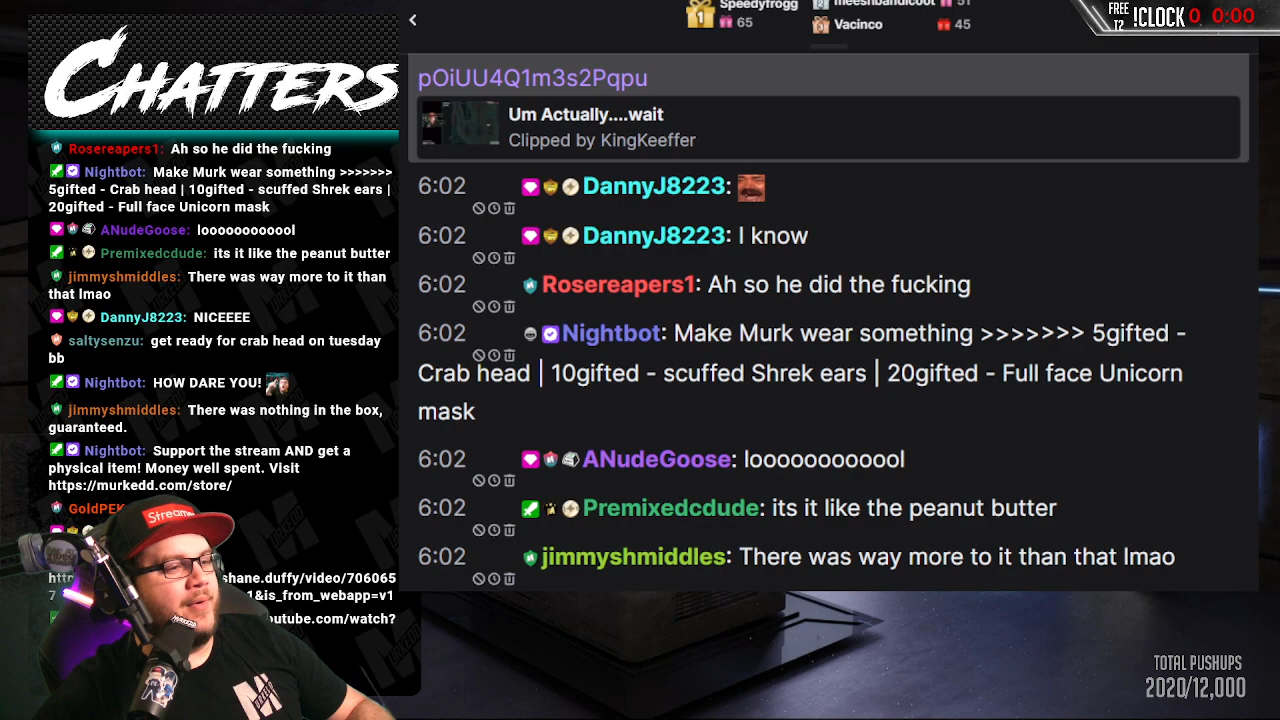 CHATTERS
Rosereapers1: Ah so he did the fucking
Nightbot: Make Murk wear something >>>>>>>
5gifted - Crab head | 10gifted - scuffed Shrek ears |
20gifted - Full face Unicorn mask
ANudeGoose: looooooooooool
Premixedcdude: its it like the peanut butter
jimmyshmiddles: There was way more to it than
that lmao
DannyJ8223: NICEEEE
saltysenzu: get ready for crab head on tuesday
bb
Nightbot: HOW DARE YOU!
jimmyshmiddles: There was nothing in the box,
guaranteed.
Nightbot: Support the stream AND get a
physical item! Money well spent. Visit
https://murkedd.com/store/
GoldPEK
shane.duffy/video/706065
1&is_from_webapp=v1
outube.com/watch?
Streame
MURKEDD
1 Speedyfrogg
65
meeshbandicoot 51
Vacinco 45
FREE
T2
!CLOCK 0 0:00
pOiUU4Q1m3s2Pqpu
Um Actually....wait
Clipped by KingKeeffer
6:02 DannyJ8223:
6:02 DannyJ8223: I know
6:02 Rosereapers1: Ah so he did the fucking
6:02 Nightbot: Make Murk wear something >>>>>>> 5gifted -
Crab head | 10gifted - scuffed Shrek ears | 20gifted - Full face Unicorn
mask
6:02 ANudeGoose: looooooooooool
6:02 Premixedcdude: its it like the peanut butter
6:02 jimmyshmiddles: There was way more to it than that lmao
TOTAL PUSHUPS
2020/12,000